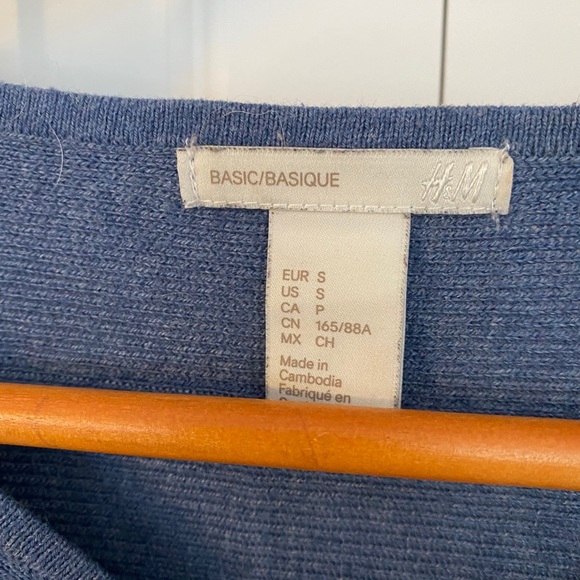 BASIC/BASIQUE H&M
EUR S
US S
CA P
CN 165/88A
MX CH
Made in
Cambodia
Fabriqué en